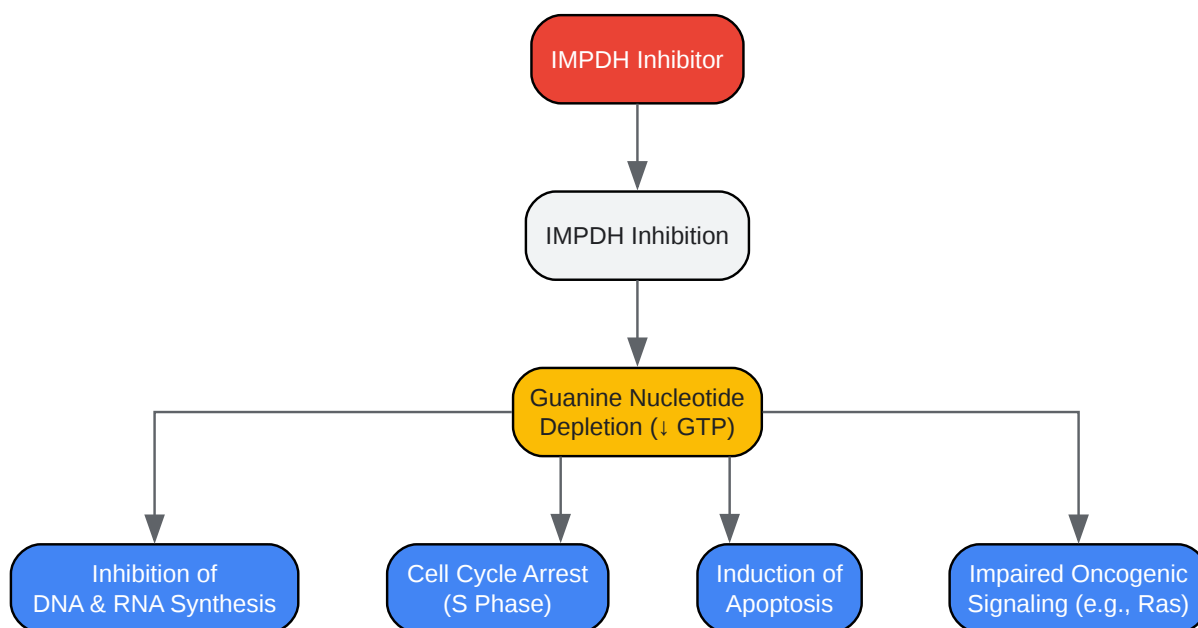 IMPDH Inhibitor
IMPDH Inhibition
Guanine Nucleotide
Depletion (↓ GTP)
Inhibition of
DNA & RNA Synthesis
Cell Cycle Arrest
(S Phase)
Induction of
Apoptosis
Impaired Oncogenic
Signaling (e.g., Ras)